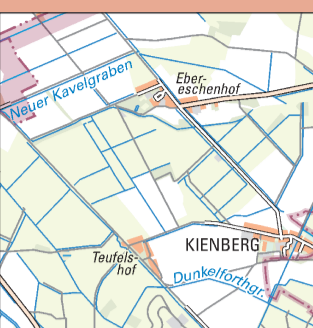 Neuer Kavelgraben
Eber-
eschenhof
KIENBERG
Teufels-
hof
Dunkelforthgr.